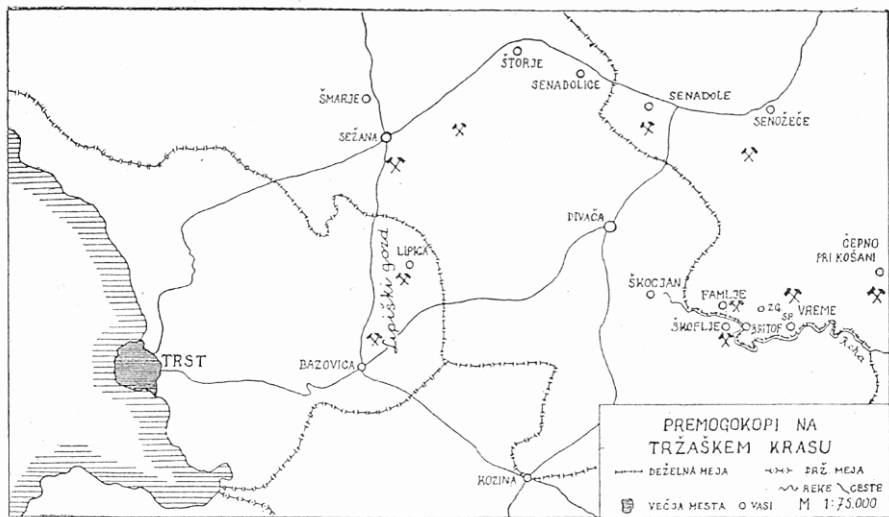 ŠTORJE
SENADOLICE
ŠMARJE
SENADOLE
SENOŽEČE
SEŽANA
DIVAČA
LIPICA
Lipiški gozd
ČEPNO
PRI KOŠANI
ŠKOCJAN
FAMLJE
ZG.
SP.
VREME
ŠKOFLJE
BRITOF
Reka
TRST
BAZOVICA
KOZINA
PREMOGOKOPI NA
TRŽAŠKEM KRASU
DEŽELNA MEJA DRŽ. MEJA
REKE CESTE
VEČJA MESTA VASI M 1:75.000